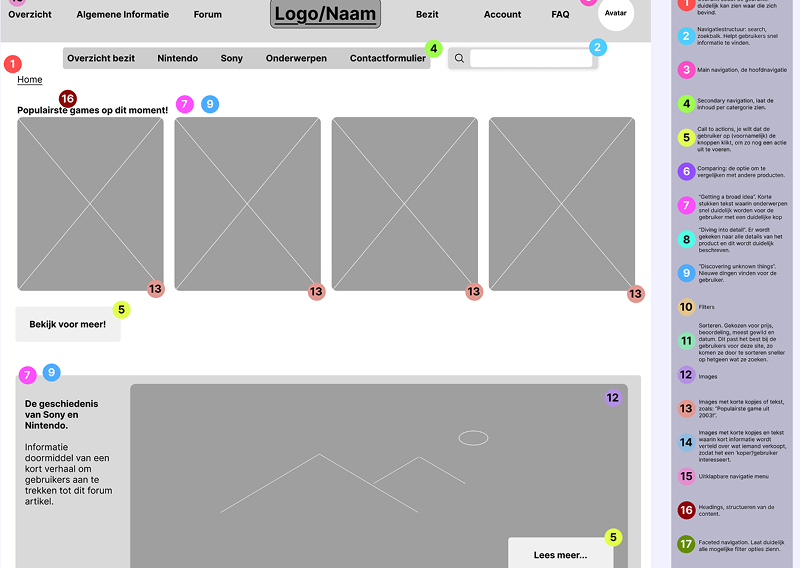 Overzicht
Algemene Informatie
Forum
Logo/Naam
Bezit
Account
FAQ
Avatar
Overzicht bezit
Nintendo
Sony
Onderwerpen
Contactformulier
4
2
1
Home
16
Populairste games op dit moment!
7
9
13
13
13
13
5
Bekijk voor meer!
7
9
12
De geschiedenis
van Sony en
Nintendo.
Informatie
doormiddel van een
kort verhaal om
gebruikers aan te
trekken tot dit forum
artikel.
5
Lees meer...
1
duidelijk kan zien waar die zich
bevind.
2
Navigatiestructuur: search,
zoekbalk. Helpt gebruikers snel
informatie te vinden.
3
Main navigation, de hoofdnavigatie
4
Secondary navigation, laat de
inhoud per catergorie zien.
5
Call to actions, je wilt dat de
gebruiker op (voornamelijk) de
knoppen klikt, om zo nog een actie
uit te voeren.
6
Comparing: de optie om te
vergelijken met andere producten.
7
"Getting a broad idea". Korte
stukken tekst waarin onderwerpen
snel duidelijk worden voor de
gebruiker met een duidelijke kop
8
"Diving into detail". Er wordt
gekeken naar alle details van het
product en dit wordt duidelijk
beschreven.
9
"Discovering unknown things".
Nieuwe dingen vinden voor de
gebruiker.
10
Filters
11
Sorteren. Gekozen voor prijs,
beoordeling, meest gewild en
datum. Dit past het best bij de
gebruikers voor deze site, zo
komen ze door te sorteren sneller
op hetgeen wat ze zoeken.
12
Images
13
Images met korte kopjes of tekst,
zoals: "Populairste game uit
2003!".
14
Images met korte kopjes en tekst
waarin kort informatie wordt
verteld over wat iemand verkoopt,
zodat het een 'koper?gebruiker
interesseert.
15
Uitklapbare navigatie menu
16
Headings, structueren van de
content.
17
Faceted navigation. Laat duidelijk
alle mogelijke filter opties zienn.